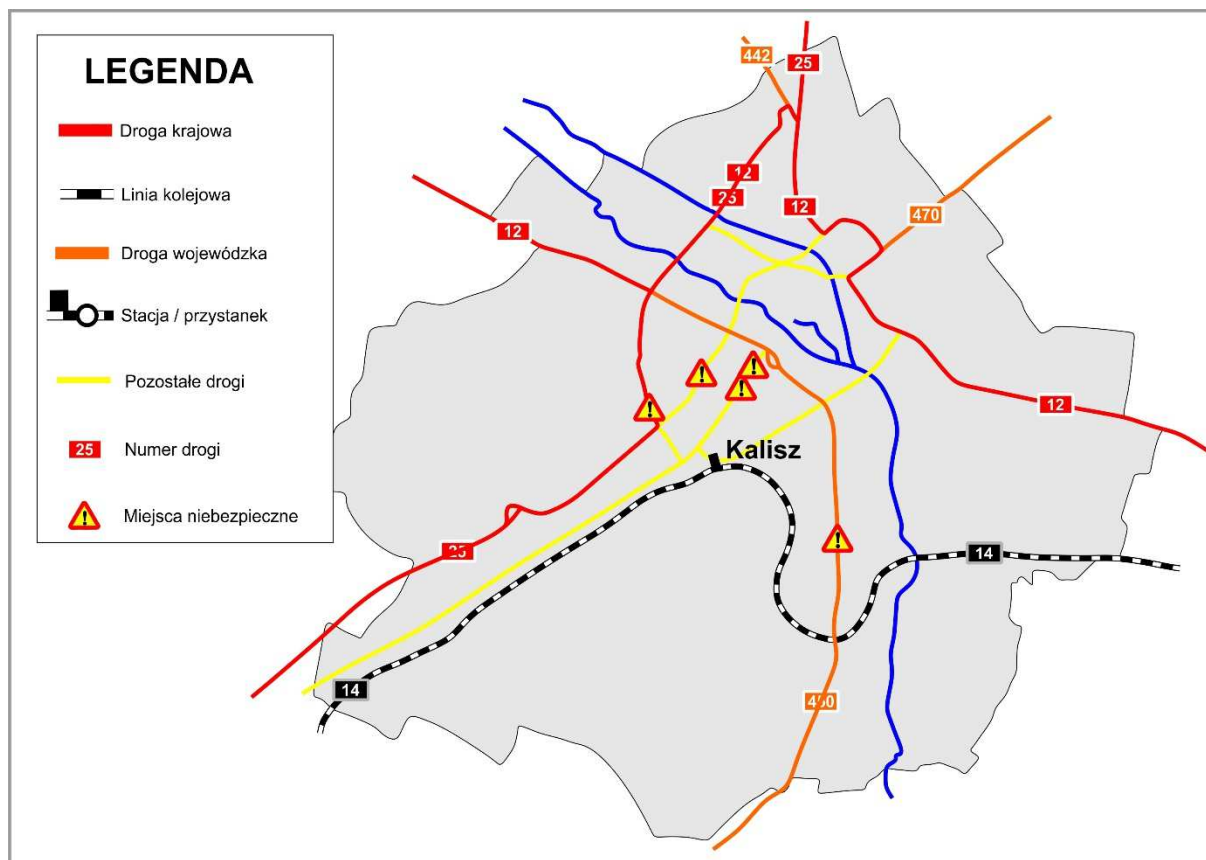 LEGENDA
Droga krajowa
Linia kolejowa
Droga wojewódzka
Stacja / przystanek
Pozostałe drogi
25 Numer drogi
Miejsca niebezpieczne
442
25
12
25
12
470
12
12
Kalisz
25
14
14
450